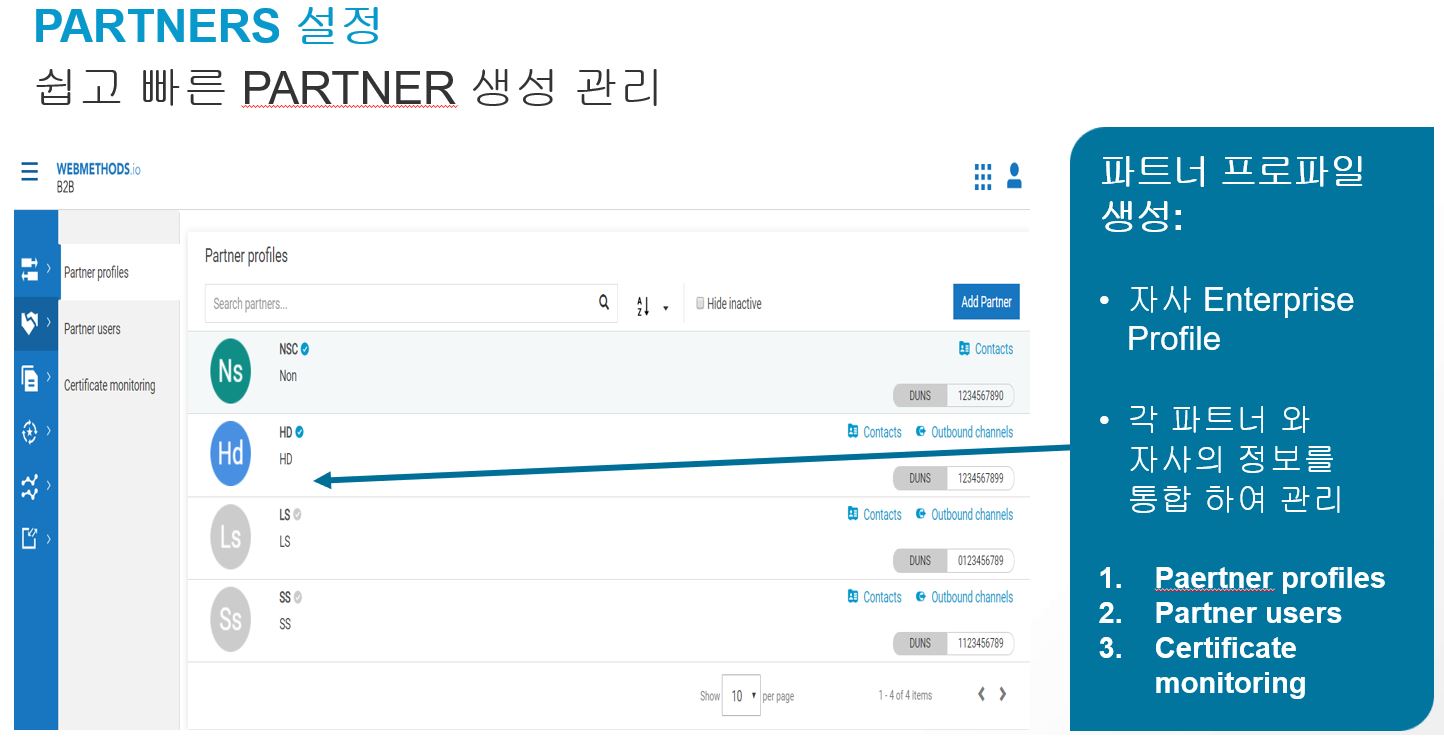 PARTNERS 설정
쉽고 빠른 PARTNER 생성 관리
WEBMETHODS.io
B2B
Partner profiles
Partner users
Certificate monitoring
Partner profiles
Search partners...
A
Z
Hide inactive
Add Partner
Ns
NSC
Non
Contacts
DUNS 1234567890
Hd
HD
HD
Contacts Outbound channels
DUNS 1234567899
Ls
LS
LS
Contacts Outbound channels
DUNS 0123456789
Ss
SS
SS
Contacts Outbound channels
DUNS 1123456789
Show 10 per page 1 - 4 of 4 items
파트너 프로파일
생성:
• 자사 Enterprise
Profile
• 각 파트너 와
자사의 정보를
통합 하여 관리
1. Paertner profiles
2. Partner users
3. Certificate
monitoring